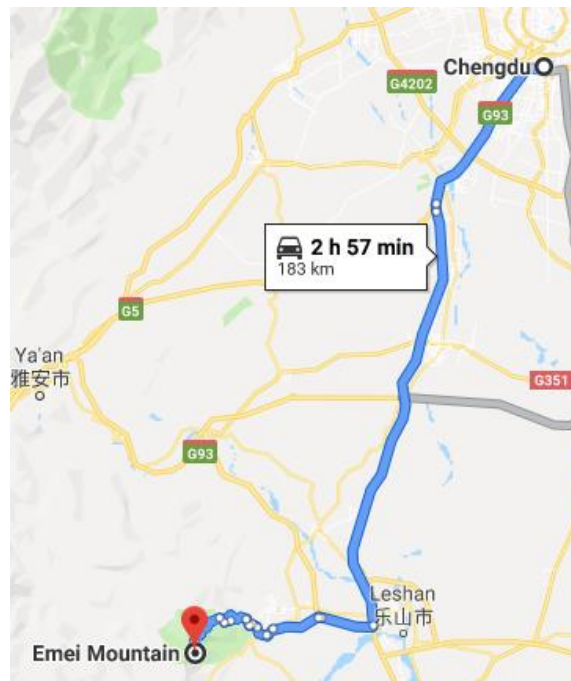 Chengdu
G4202
G93
2 h 57 min
183 km
G5
Ya'an
雅安市
G351
G93
Leshan
乐山市
Emei Mountain